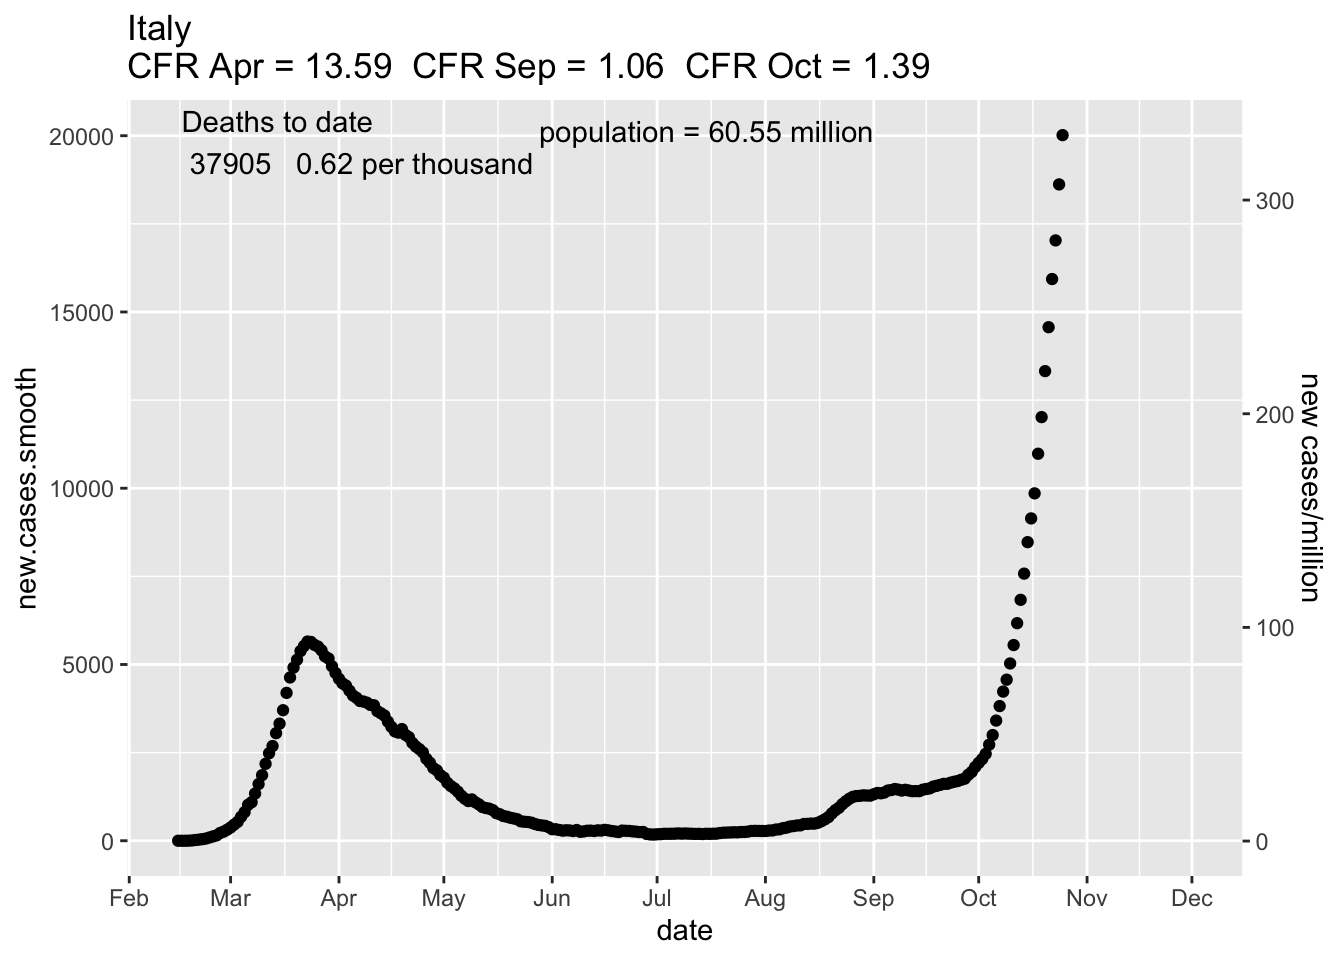 Italy
CFR Apr = 13.59  CFR Sep = 1.06  CFR Oct = 1.39
Deaths to date
37905   0.62 per thousand
population = 60.55 million
new.cases.smooth
20000
15000
10000
5000
0
300
200
100
0
new cases/million
Feb Mar Apr May Jun Jul Aug Sep Oct Nov Dec
date